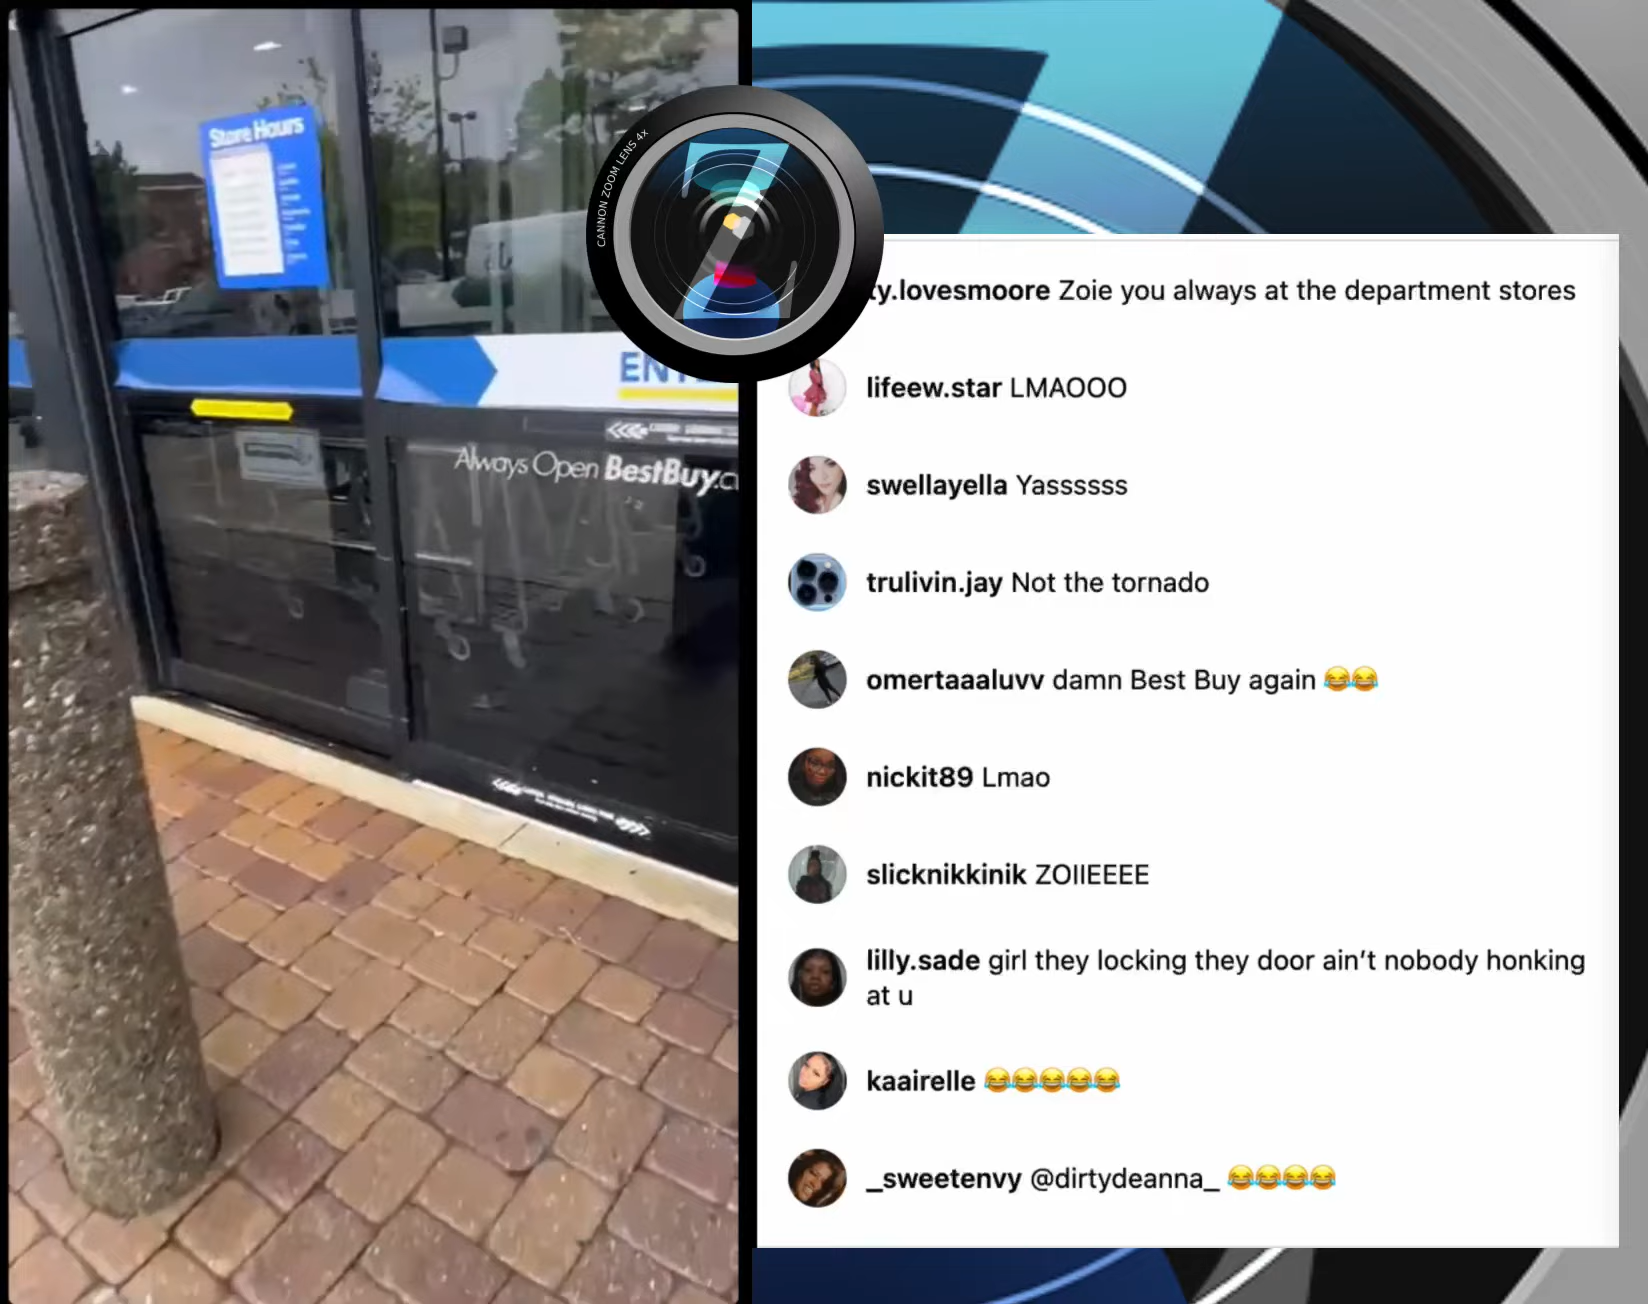 Store Hours
Always Open BestBuy.c
CANNON ZOOM LENS 4x
ty.lovesmoore Zoie you always at the department stores
lifeew.star LMAOOO
swellayella Yassssss
trulivin.jay Not the tornado
omertaaaluvv damn Best Buy again 😂😂
nickit89 Lmao
slicknikkinik ZOIIEEEE
lilly.sade girl they locking they door ain’t nobody honking
at u
kaairelle 😂😂😂😂😂
_sweetenvy @dirtydeanna_ 😂😂😂😂